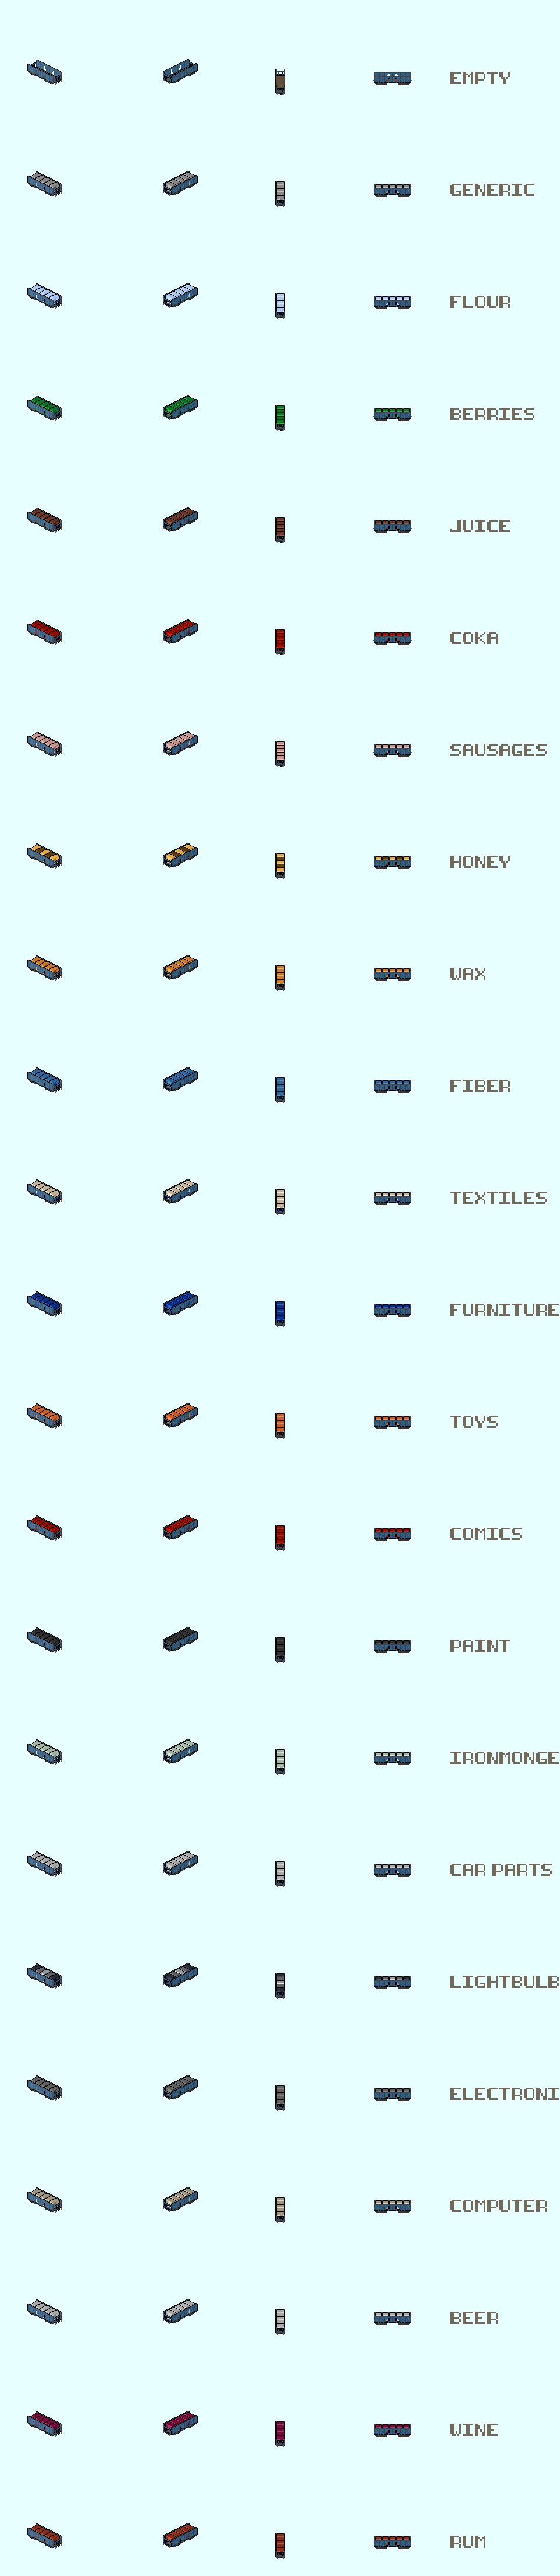 EMPTY
GENERIC
FLOUR
BERRIES
JUICE
COKA
SAUSAGES
HONEY
WAX
FIBER
TEXTILES
FURNITURE
TOYS
COMICS
PAINT
IRONMONGE
CAR PARTS
LIGHTBULB
ELECTRONI
COMPUTER
BEER
WINE
RUM